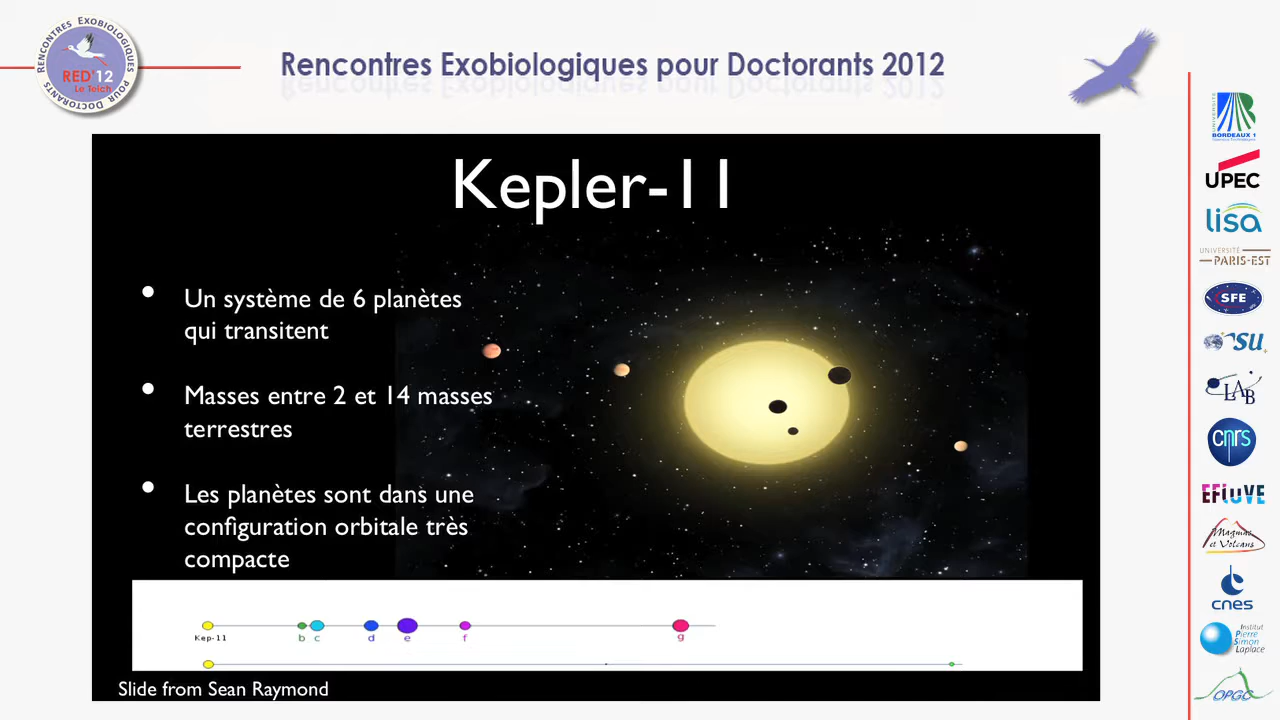 RENCONTRES EXOBIOLOGIQUES POUR DOCTORANTS
RED'12
Le Teich
Rencontres Exobiologiques pour Doctorants 2012
Kepler-11
• Un système de 6 planètes
qui transitent
• Masses entre 2 et 14 masses
terrestres
• Les planètes sont dans une
configuration orbitale très
compacte
Kep-11 b c d e f g
Slide from Sean Raymond
UNIVERSITÉ
BORDEAUX 1
UPEC
lisa
UNIVERSITÉ
PARIS-EST
SFE
SU
LAB
cnrs
EFLUVE
Magmas
et Volcans
cnes
Institut
Pierre
Simon
Laplace
OPGC